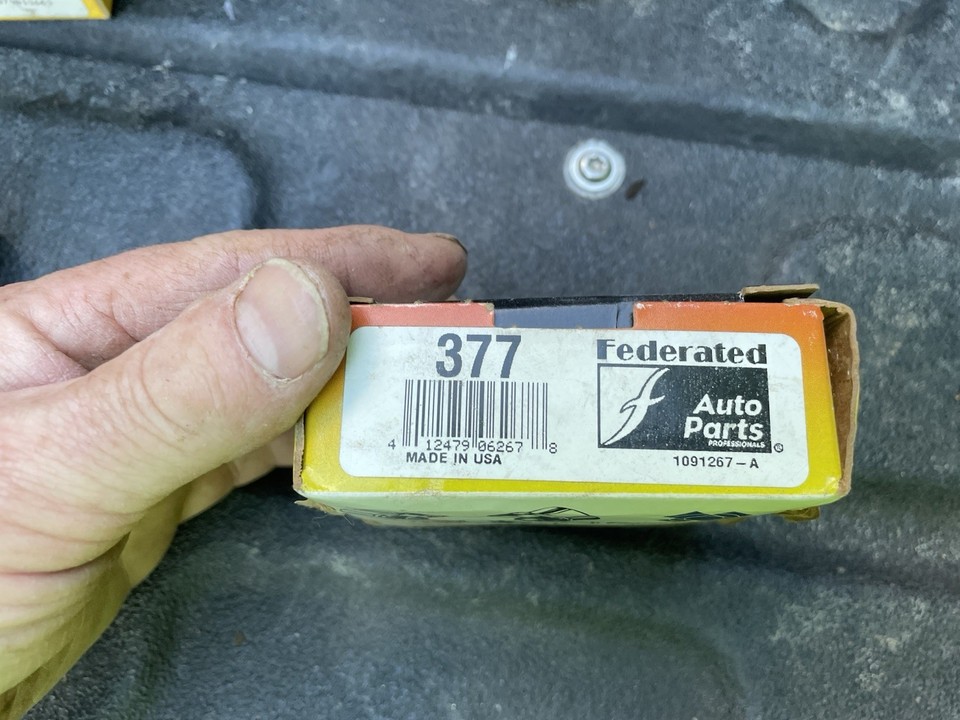 377
4 12479 06267 8
MADE IN USA
Federated
Auto
Parts
PROFESSIONALS
®
1091267-A